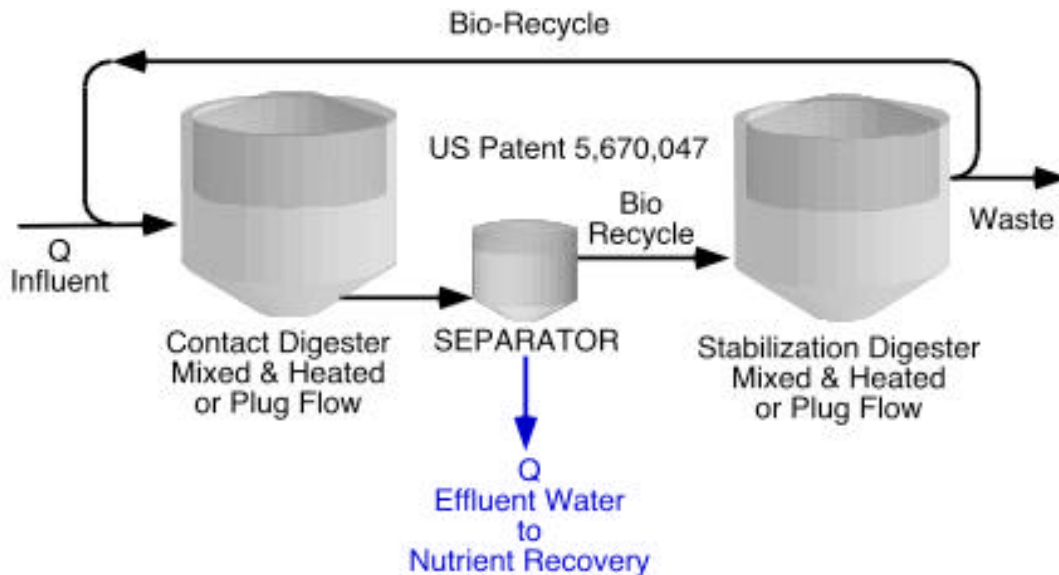 Bio-Recycle
US Patent 5,670,047
Bio
Recycle
Waste
Q
Influent
Contact Digester
Mixed & Heated
or Plug Flow
SEPARATOR
Stabilization Digester
Mixed & Heated
or Plug Flow
Q
Effluent Water
to
Nutrient Recovery